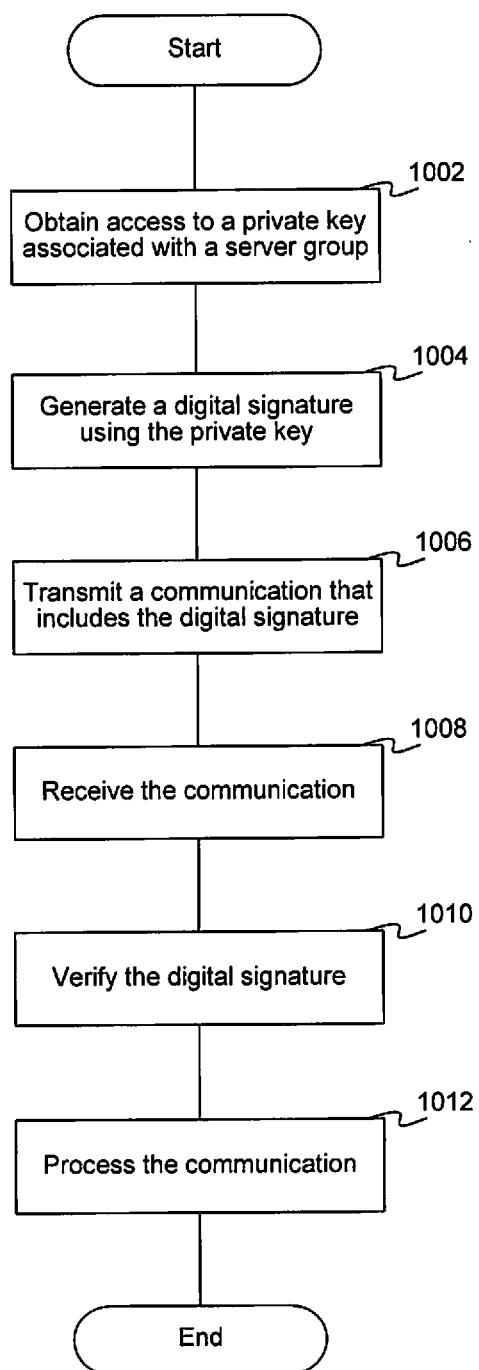 Start
1002
Obtain access to a private key
associated with a server group
1004
Generate a digital signature
using the private key
1006
Transmit a communication that
includes the digital signature
1008
Receive the communication
1010
Verify the digital signature
1012
Process the communication
End